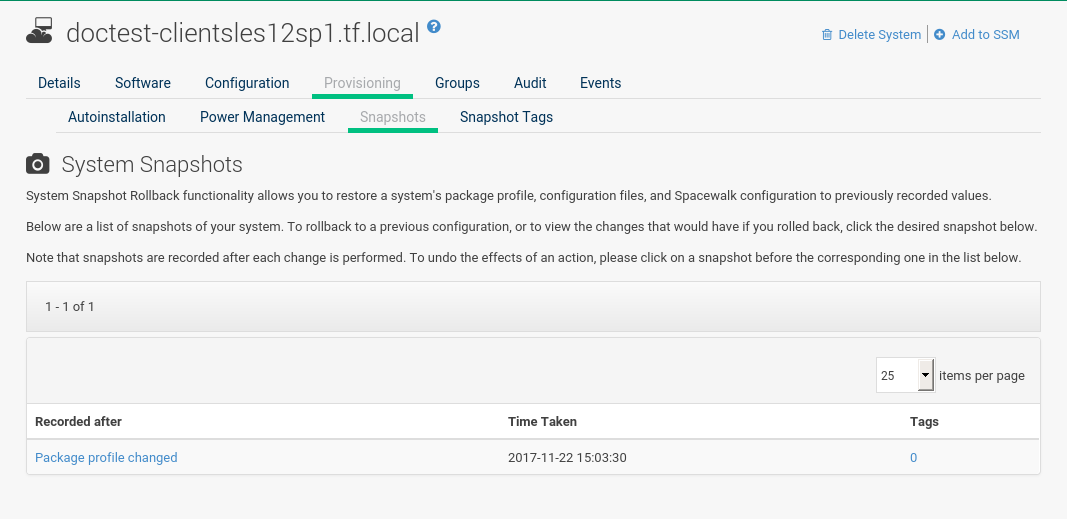 doctest-clientsles12sp1.tf.local ?
Delete System | Add to SSM
Details Software Configuration Provisioning Groups Audit Events
Autoinstallation Power Management Snapshots Snapshot Tags
System Snapshots
System Snapshot Rollback functionality allows you to restore a system's package profile, configuration files, and Spacewalk configuration to previously recorded values.
Below are a list of snapshots of your system. To rollback to a previous configuration, or to view the changes that would have if you rolled back, click the desired snapshot below.
Note that snapshots are recorded after each change is performed. To undo the effects of an action, please click on a snapshot before the corresponding one in the list below.
1 - 1 of 1
25 items per page
Recorded after Time Taken Tags
Package profile changed 2017-11-22 15:03:30 0